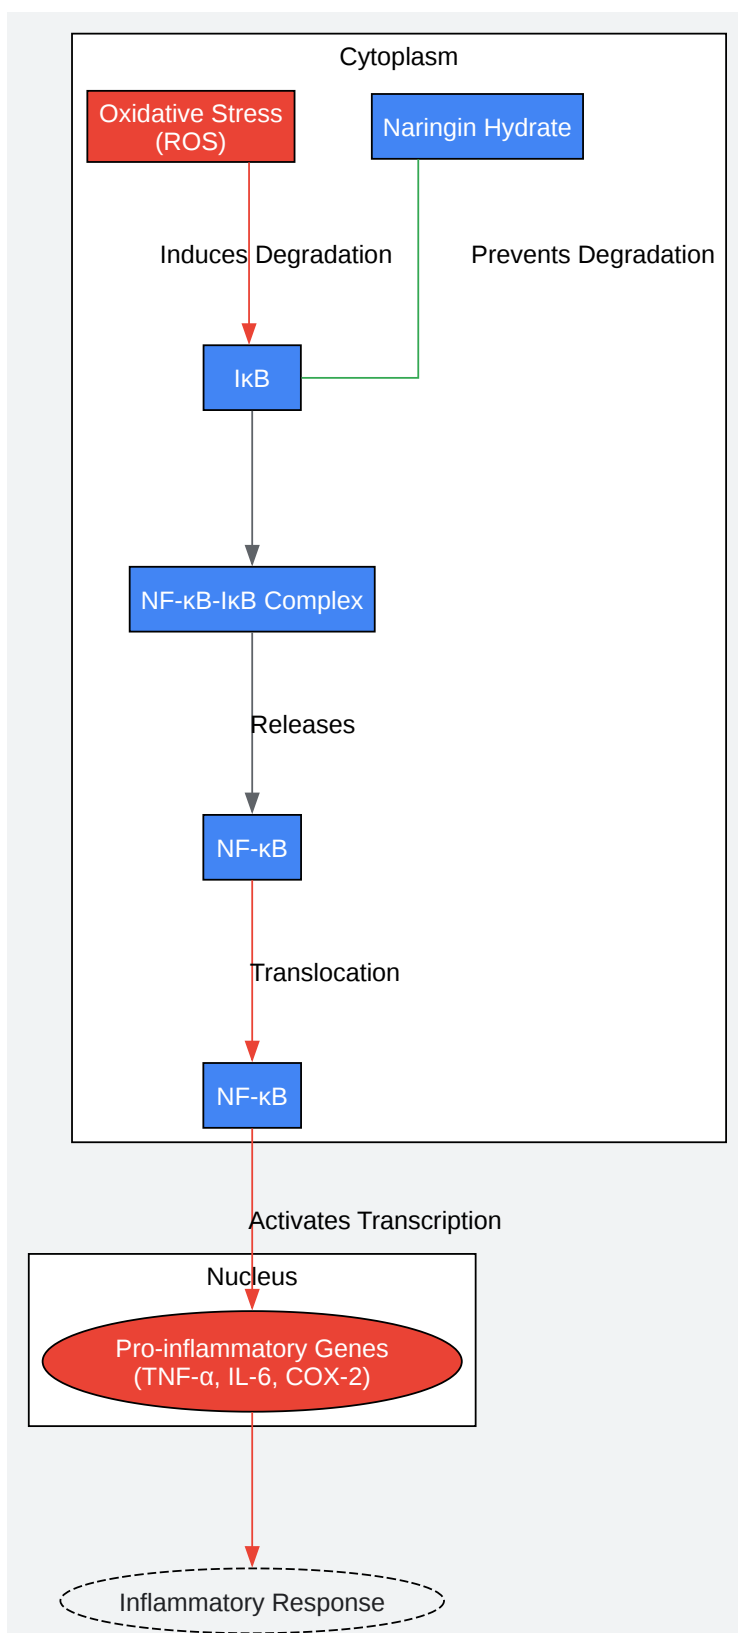 Cytoplasm
Oxidative Stress
(ROS)
Naringin Hydrate
Induces Degradation
Prevents Degradation
IκB
NF-κB-IκB Complex
Releases
NF-κB
Translocation
NF-κB
Activates Transcription
Nucleus
Pro-inflammatory Genes
(TNF-α, IL-6, COX-2)
Inflammatory Response